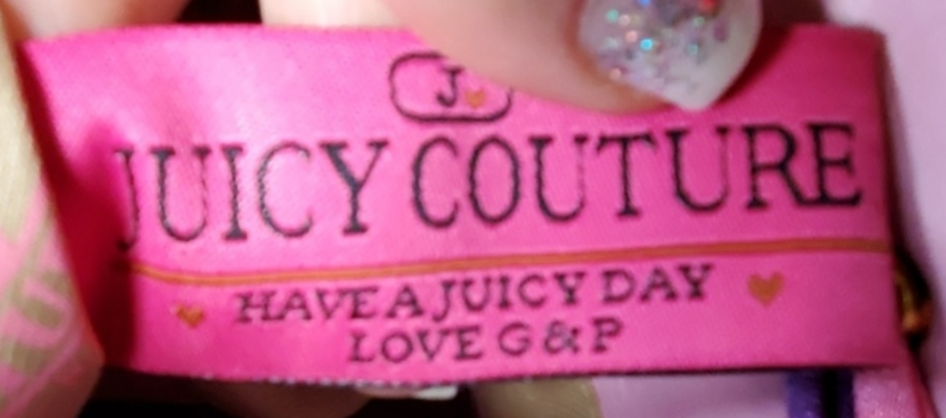 J
JUICY COUTURE
HAVE A JUICY DAY
LOVE G & P